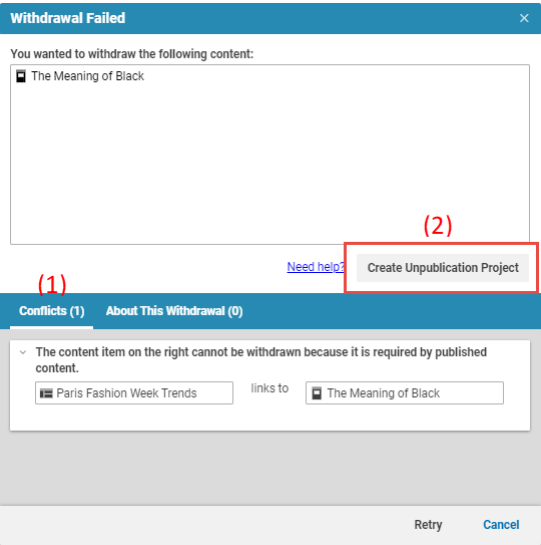 Withdrawal Failed ×
You wanted to withdraw the following content:
The Meaning of Black
(2)
Need help?
Create Unpublication Project
(1)
Conflicts (1) About This Withdrawal (0)
The content item on the right cannot be withdrawn because it is required by published
content.
Paris Fashion Week Trends links to The Meaning of Black
Retry Cancel